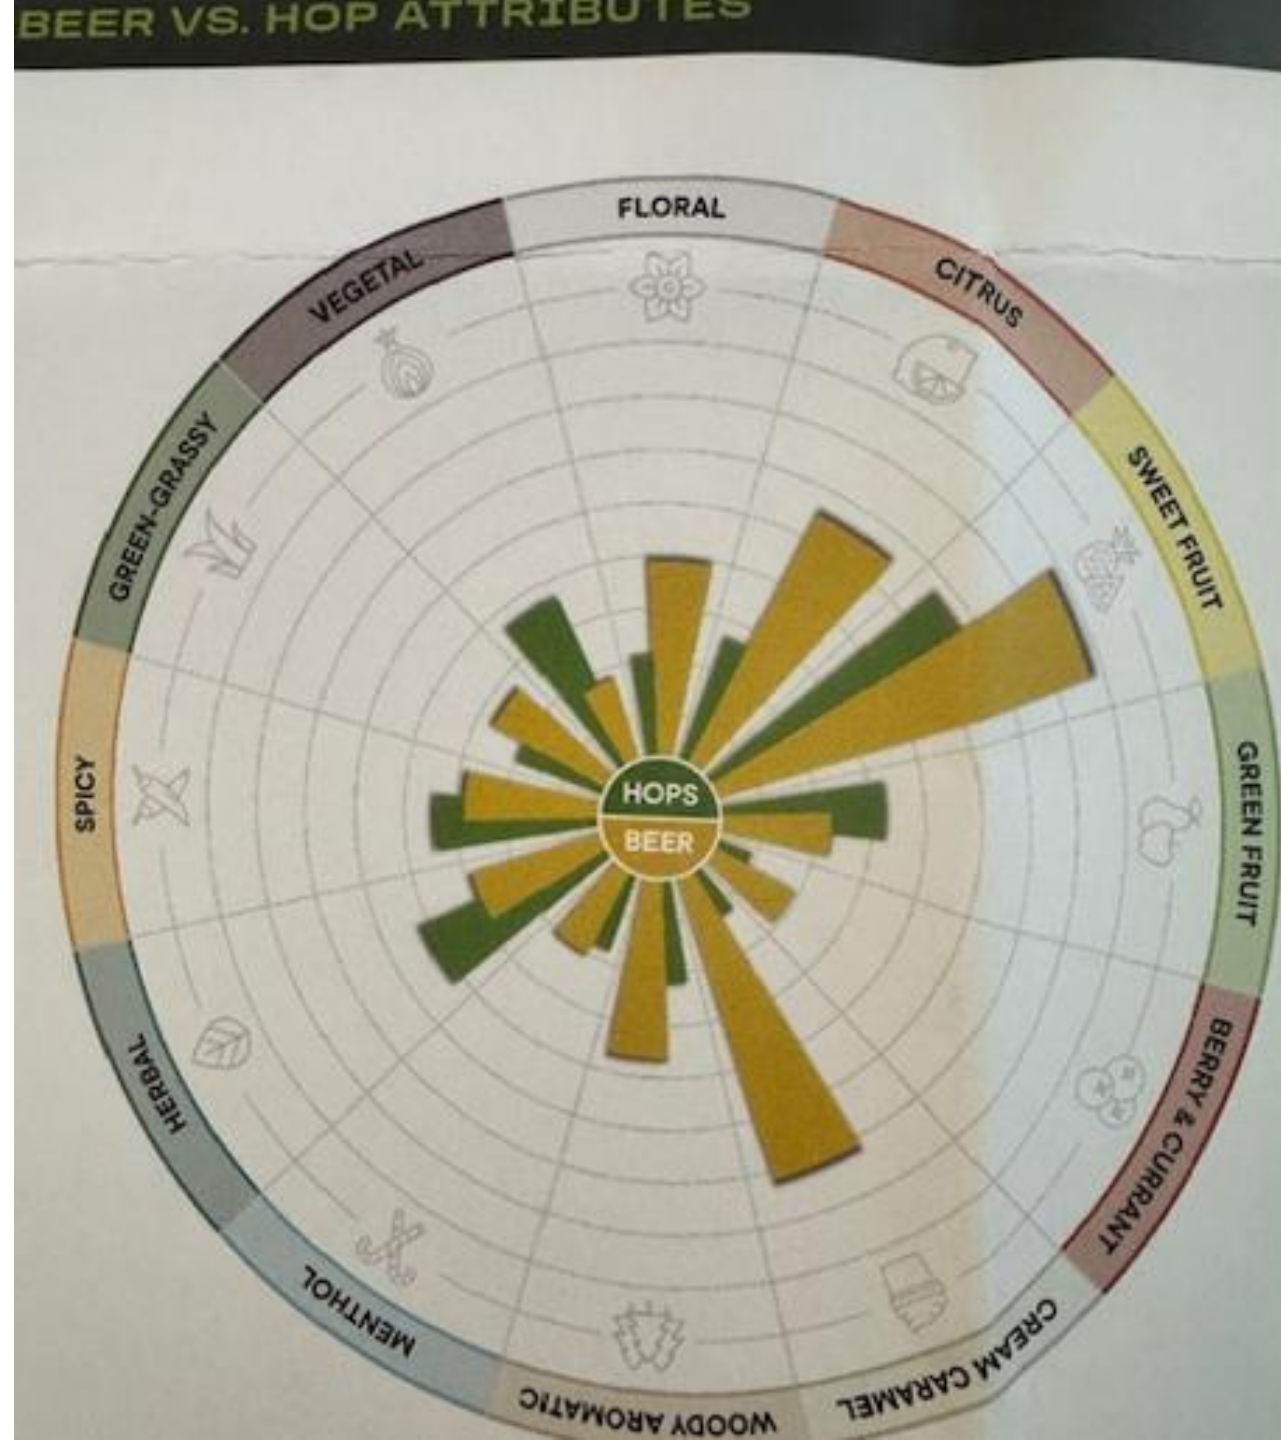 BEER VS. HOP ATTRIBUTES
FLORAL
CITRUS
SWEET FRUIT
GREEN FRUIT
BERRY & CURRANT
CREAM CARAMEL
WOODY AROMATIC
MENTHOL
HERBAL
SPICY
GREEN-GRASSY
VEGETAL
HOPS
BEER